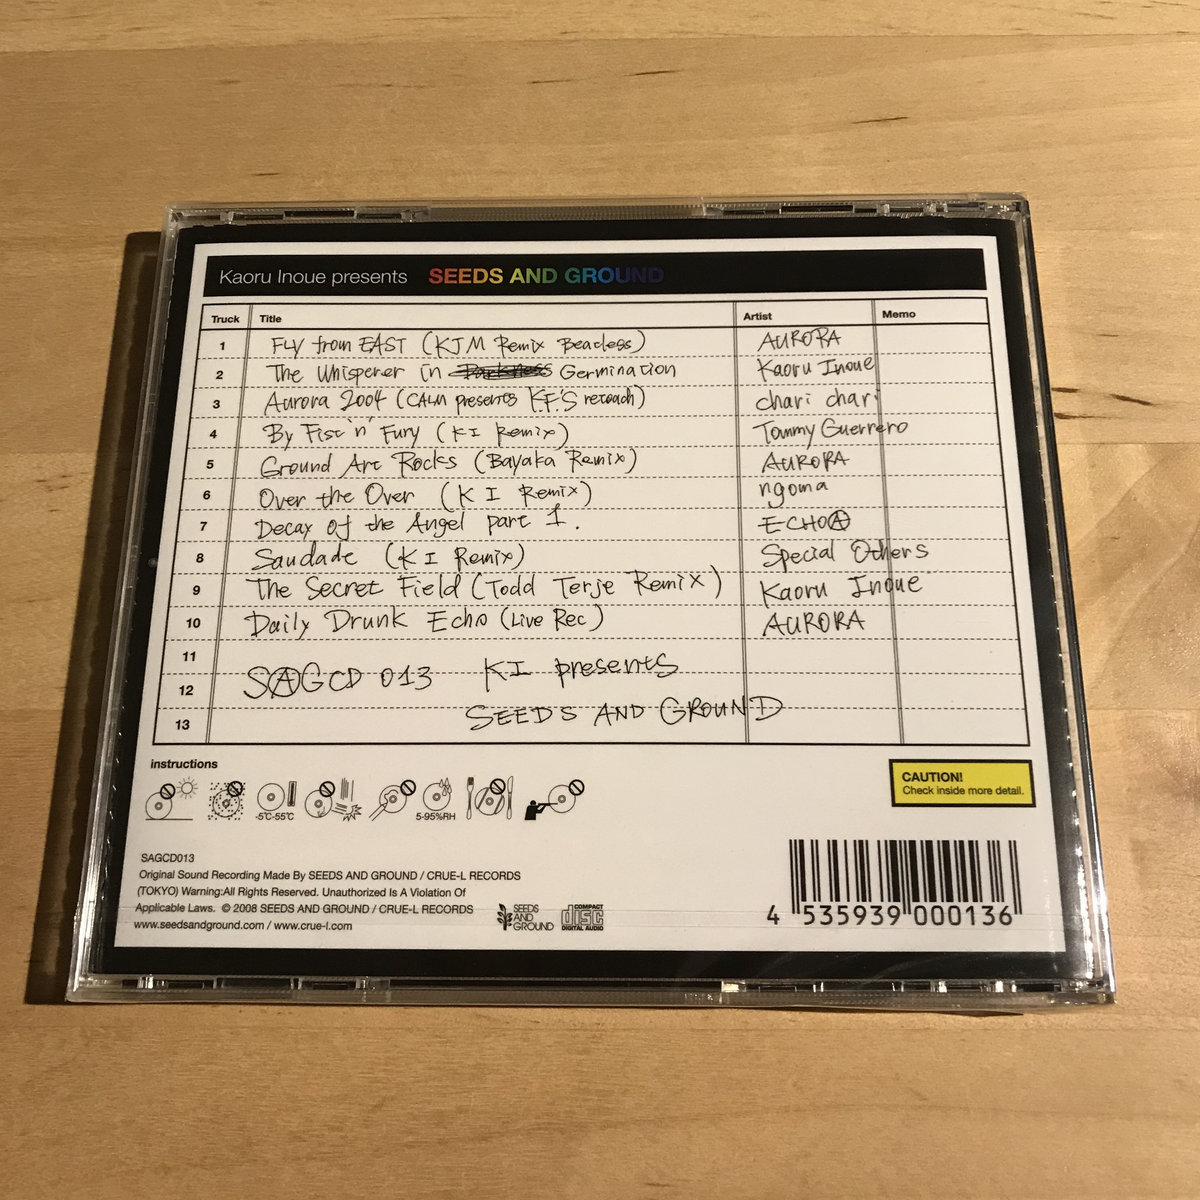 Kaoru Inoue presents SEEDS AND GROUND
Truck Title Artist Memo
1 FLY from EAST (KJM Remix Beacless) AURORA
2 The Whisperer in Darkness Germination Kaoru Inoue
3 Aurora 2004 (CALM presents K.F.'S retouch) chari chari
4 By Fist 'n' Fury (KI Remix) Tommy Guerrero
5 Ground Art Rocks (Bayaka Remix) AURORA
6 Over the Over (K I Remix) ngoma
7 Decay of the Angel part 1. ECHOA
8 Saudade (K I Remix) Special Others
9 The Secret Field (Todd Terje Remix) Kaoru Inoue
10 Daily Drunk Echo (Live Rec) AURORA
11
12 SAGCD 013 KI presents
13 SEEDS AND GROUND
instructions
CAUTION!
Check inside more detail.
-5℃-55℃ 5-95%RH
SAGCD013
Original Sound Recording Made By SEEDS AND GROUND / CRUE-L RECORDS
(TOKYO) Warning:All Rights Reserved. Unauthorized Is A Violation Of
Applicable Laws. © 2008 SEEDS AND GROUND / CRUE-L RECORDS
www.seedsandground.com / www.crue-l.com
SEEDS
AND
GROUND
COMPACT
disc
DIGITAL AUDIO
4 535939 000136